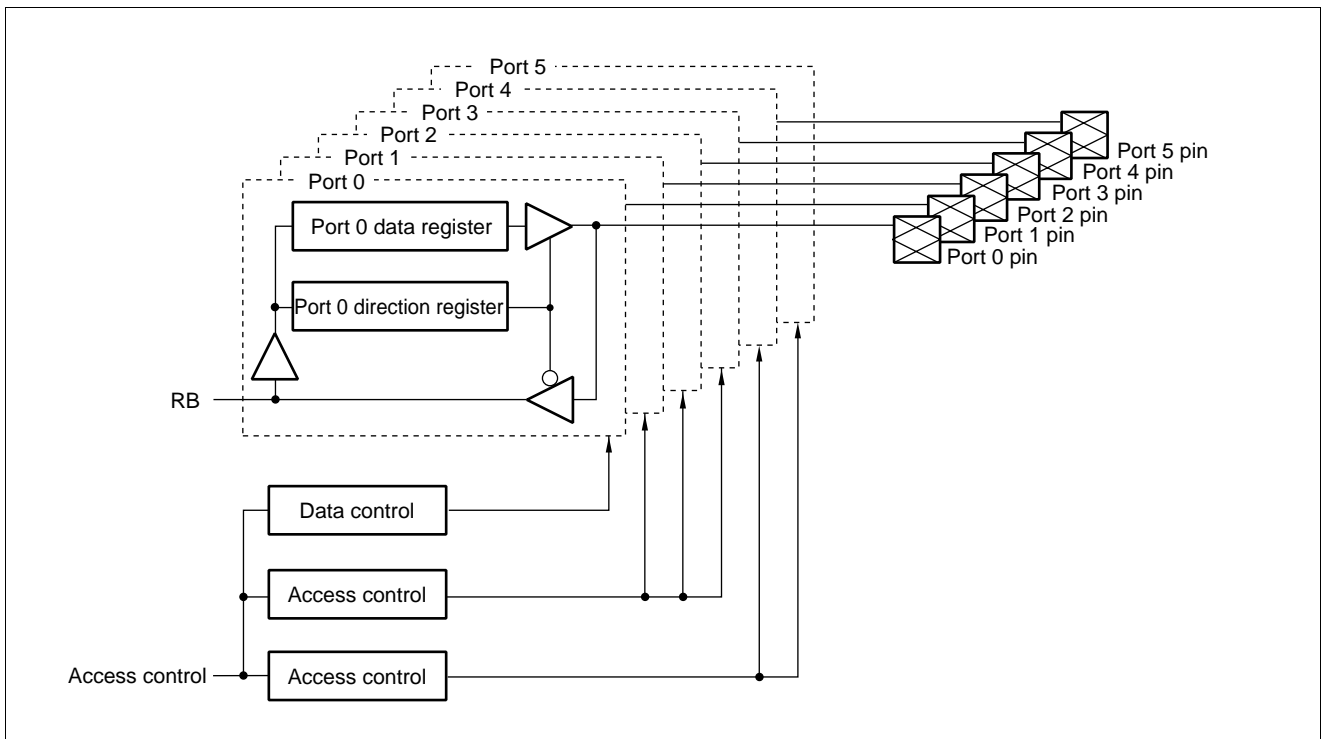 Port 5
Port 4
Port 3
Port 2
Port 1
Port 0
Port 0 data register
Port 0 direction register
RB
Port 5 pin
Port 4 pin
Port 3 pin
Port 2 pin
Port 1 pin
Port 0 pin
Data control
Access control
Access control
Access control